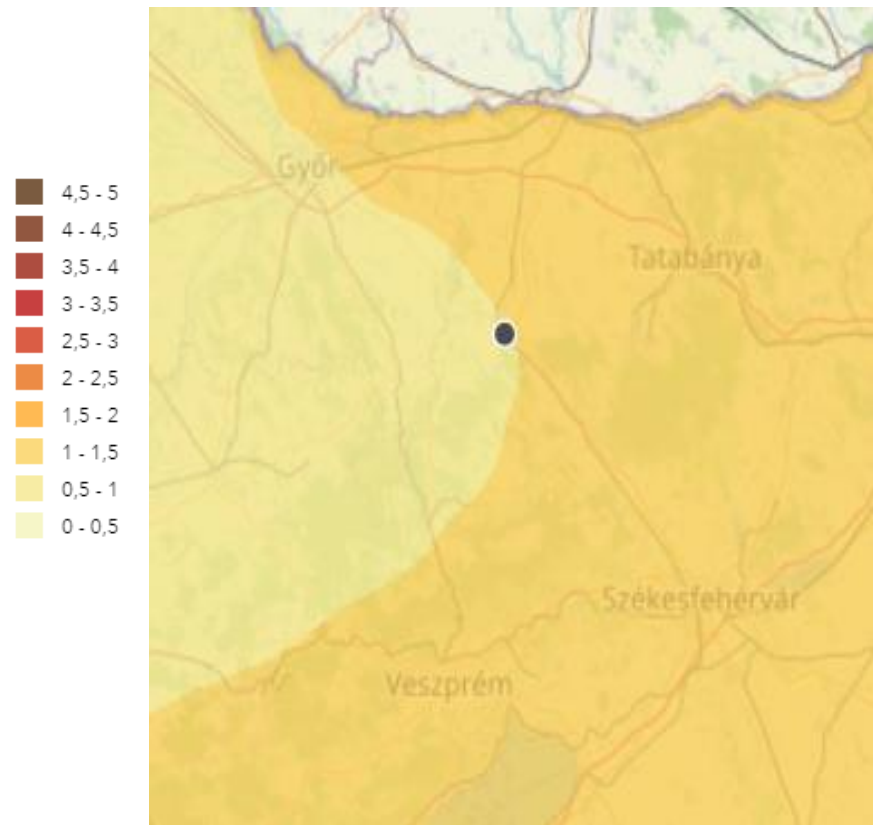 4,5 - 5
4 - 4,5
3,5 - 4
3 - 3,5
2,5 - 3
2 - 2,5
1,5 - 2
1 - 1,5
0,5 - 1
0 - 0,5
Győr
Tatabánya
Székesfehérvár
Veszprém